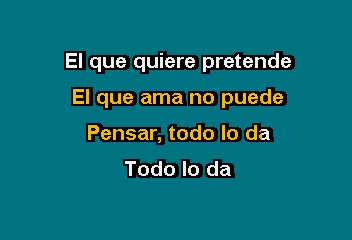 El que quiere pretende
El que ama no puede
Pensar, todo lo da
Todo lo da